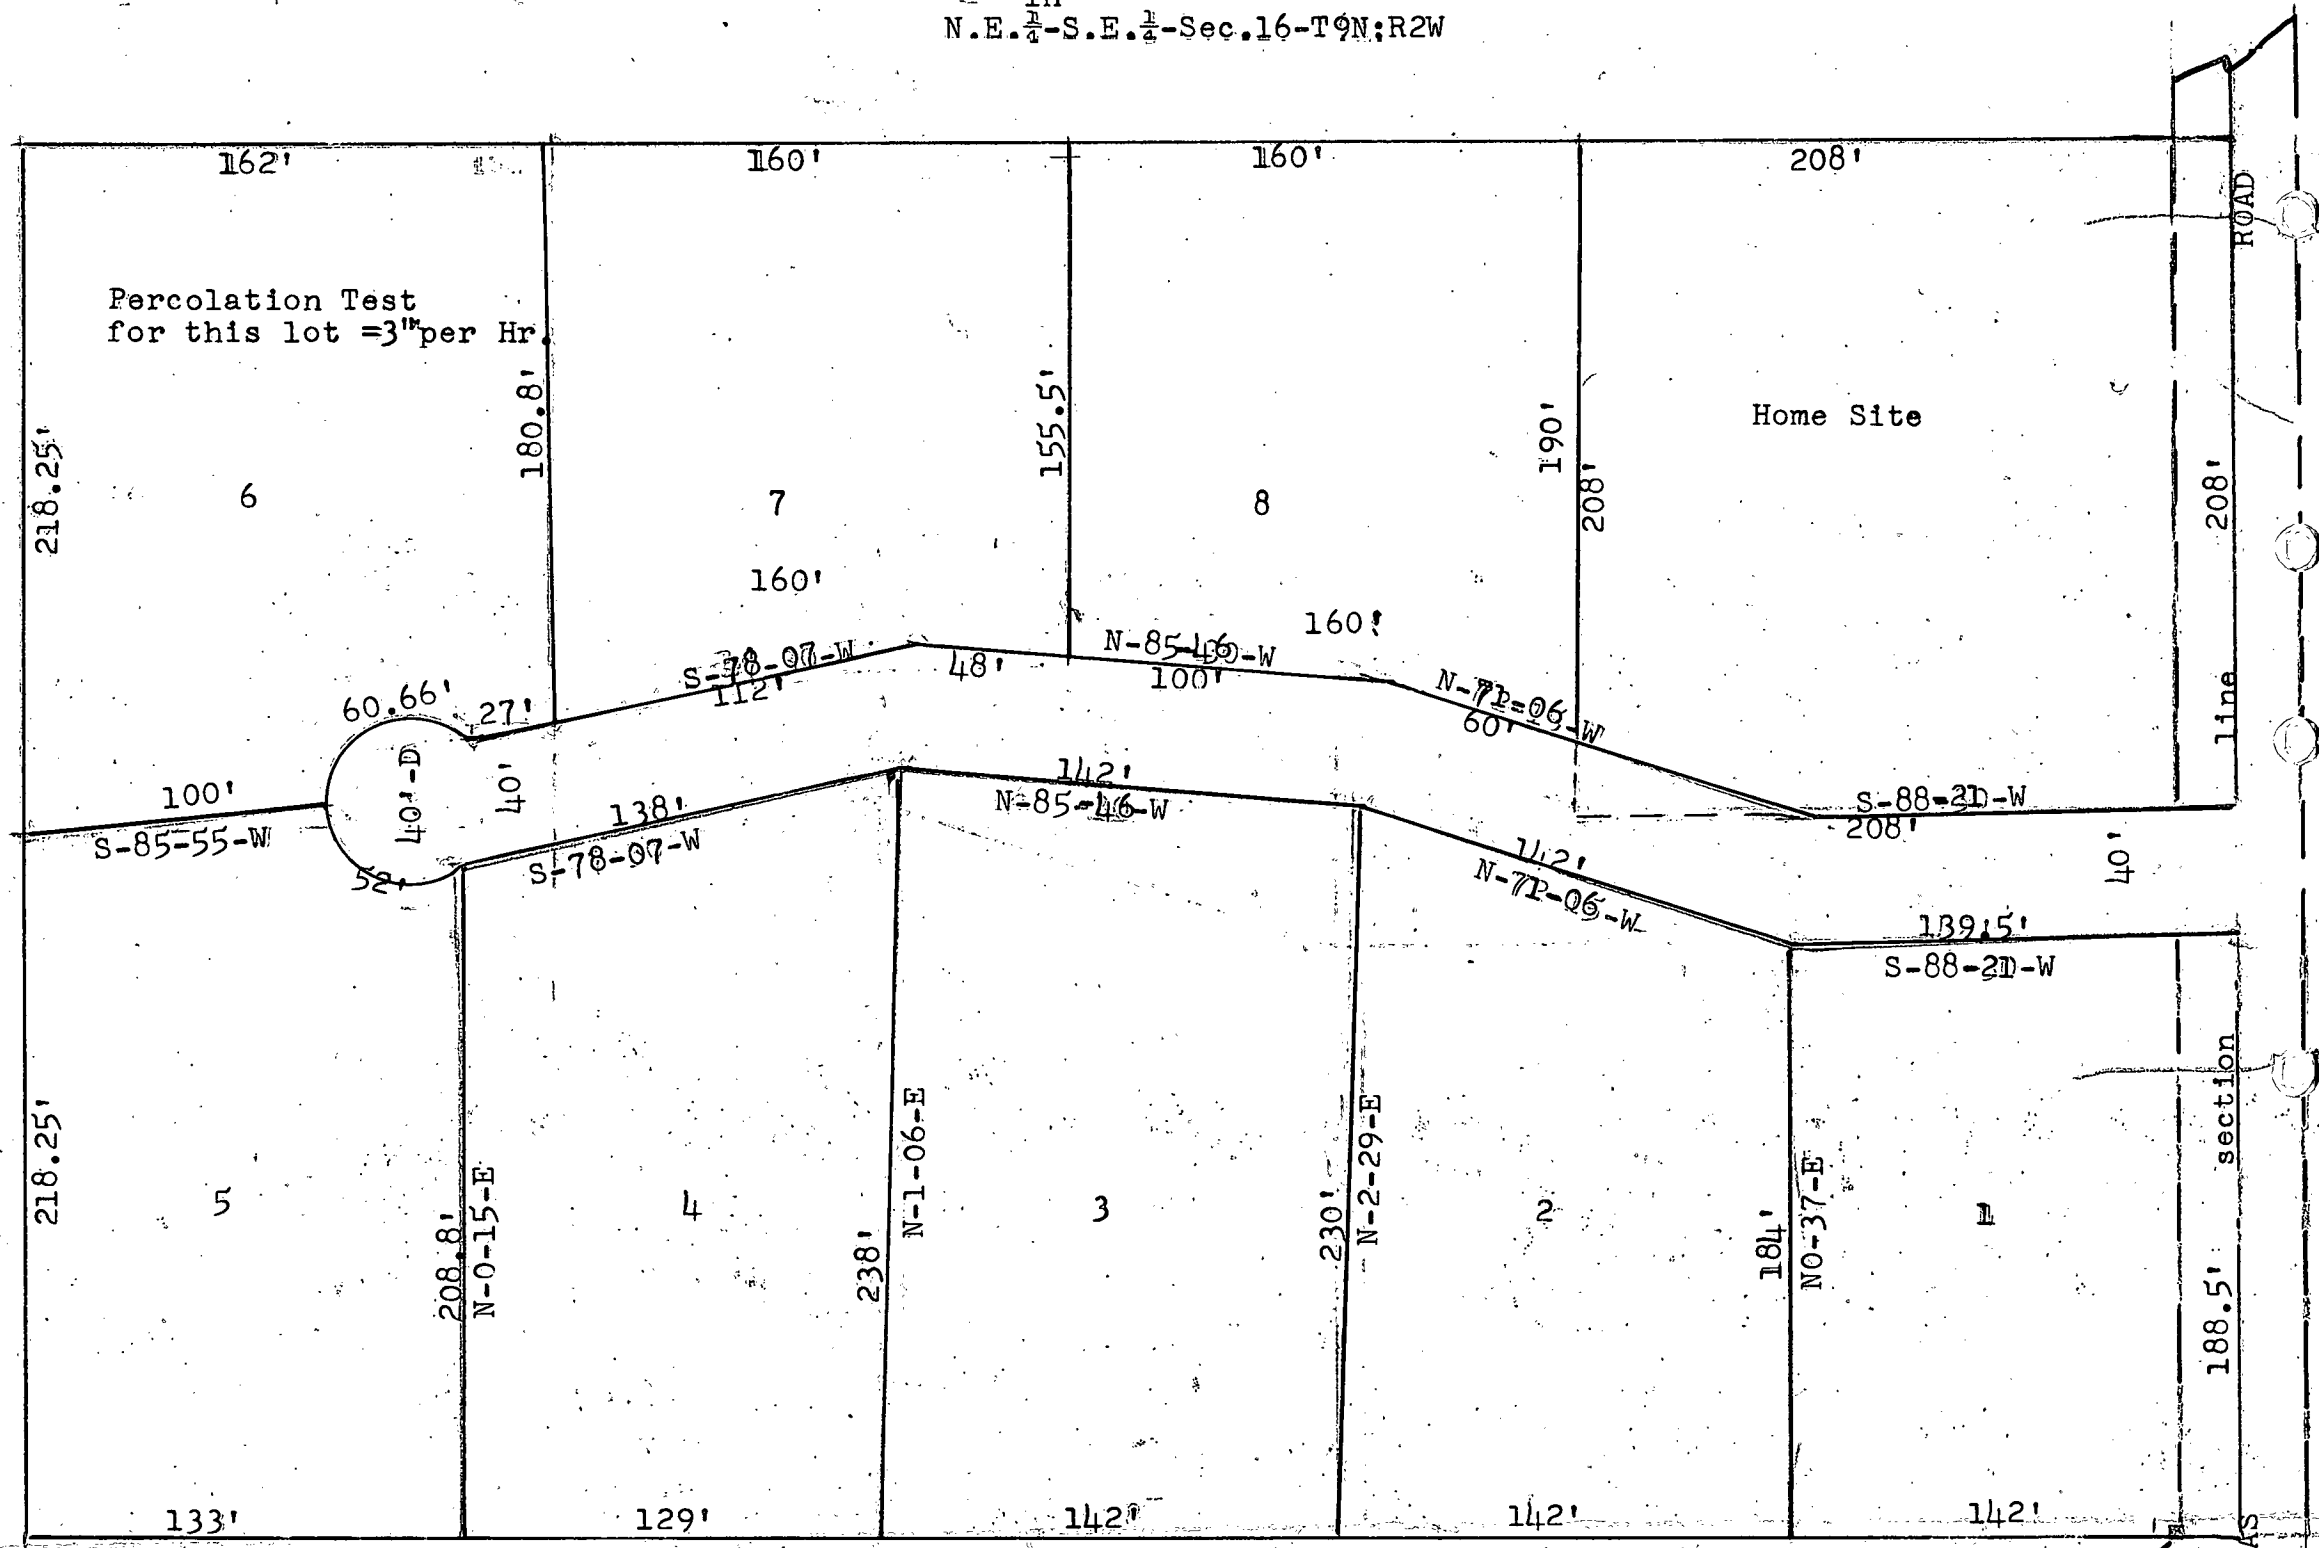 in
N.E.¼-S.E.¼-Sec.16-T9N;R2W
162'
160'
160'
208'
ROAD
Percolation Test
for this lot =3"per Hr.
218.25'
180.8'
155.5'
190'
208'
Home Site
208'
6
7
8
160'
160'
S-78-07-W
112'
48'
N-85-46-W
100'
N-71-06-W
60'
line
60.66'
27'
40'-D
40'
100'
S-85-55-W
52'
138'
S-78-07-W
142'
N-85-46-W
142'
N-71-06-W
S-88-21-W
208'
40'
139.5'
S-88-21-W
section
218.25'
5
208.8'
N-0-15-E
4
238'
N-1-06-E
3
230'
N-2-29-E
2
184'
N0-37-E
1
188.5'
133'
129'
142'
142'
142'
AS